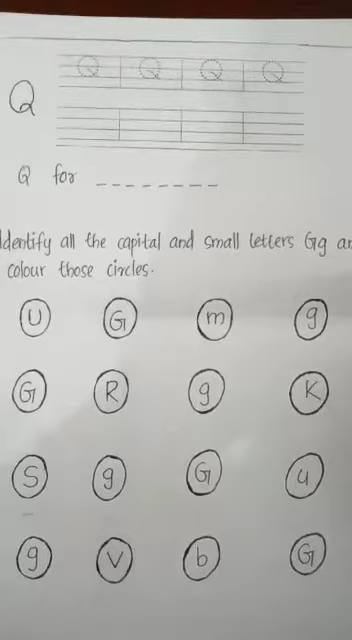 Q Q Q Q
Q
Q for --------
Identify all the capital and small letters Gg an
colour those circles.
U G m g
G R g K
S g G u
g V b G